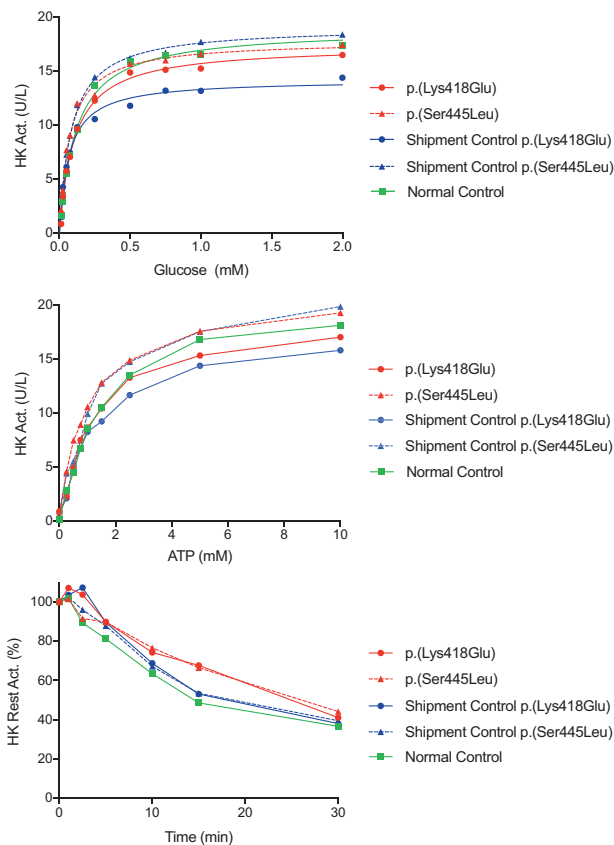 HK Act. (U/L)
20
15
10
5
0
0.0 0.5 1.0 1.5 2.0
Glucose (mM)
p.(Lys418Glu)
p.(Ser445Leu)
Shipment Control p.(Lys418Glu)
Shipment Control p.(Ser445Leu)
Normal Control
HK Act. (U/L)
20
15
10
5
0
0 2 4 6 8 10
ATP (mM)
p.(Lys418Glu)
p.(Ser445Leu)
Shipment Control p.(Lys418Glu)
Shipment Control p.(Ser445Leu)
Normal Control
HK Rest Act. (%)
100
80
60
40
20
0
0 10 20 30
Time (min)
p.(Lys418Glu)
p.(Ser445Leu)
Shipment Control p.(Lys418Glu)
Shipment Control p.(Ser445Leu)
Normal Control